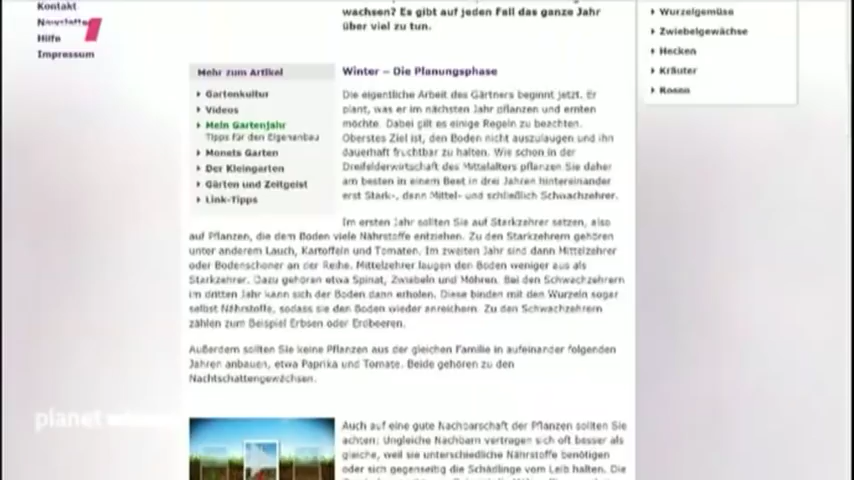 Kontakt
Newsletter
Hilfe
Impressum
wachsen? Es gibt auf jeden Fall das ganze Jahr
über viel zu tun.
Mehr zum Artikel
Gartenkultur
Videos
Mein Gartenjahr
Tipps für den Eigenanbau
Monets Garten
Der Kleingarten
Gärten und Zeitgeist
Link-Tipps
Winter – Die Planungsphase
Die eigentliche Arbeit des Gärtners beginnt jetzt. Er
plant, was er im nächsten Jahr pflanzen und ernten
möchte. Dabei gilt es einige Regeln zu beachten.
Oberstes Ziel ist, den Boden nicht auszulaugen und ihn
dauerhaft fruchtbar zu halten. Wie schon in der
Dreifelderwirtschaft des Mittelalters pflanzen Sie daher
am besten in einem Beet in drei Jahren hintereinander
erst Stark-, dann Mittel- und schließlich Schwachzehrer.
Im ersten Jahr sollten Sie auf Starkzehrer setzen, also
auf Pflanzen, die dem Boden viele Nährstoffe entziehen. Zu den Starkzehrern gehören
unter anderem Lauch, Kartoffeln und Tomaten. Im zweiten Jahr sind dann Mittelzehrer
oder Bodenschoner an der Reihe. Mittelzehrer laugen den Boden weniger aus als
Starkzehrer. Dazu gehören etwa Spinat, Zwiebeln und Möhren. Bei den Schwachzehrern
im dritten Jahr kann sich der Boden dann erholen. Diese binden mit den Wurzeln sogar
selbst Nährstoffe, sodass sie den Boden wieder anreichern. Zu den Schwachzehrern
zählen zum Beispiel Erbsen oder Erdbeeren.
Außerdem sollten Sie keine Pflanzen aus der gleichen Familie in aufeinander folgenden
Jahren anbauen, etwa Paprika und Tomate. Beide gehören zu den
Nachtschattengewächsen.
Auch auf eine gute Nachbarschaft der Pflanzen sollten Sie
achten: Ungleiche Nachbarn vertragen sich oft besser als
gleiche, weil sie unterschiedliche Nährstoffe benötigen
oder sich gegenseitig die Schädlinge vom Leib halten. Die
Wurzelgemüse
Zwiebelgewächse
Hecken
Kräuter
Rosen
planet